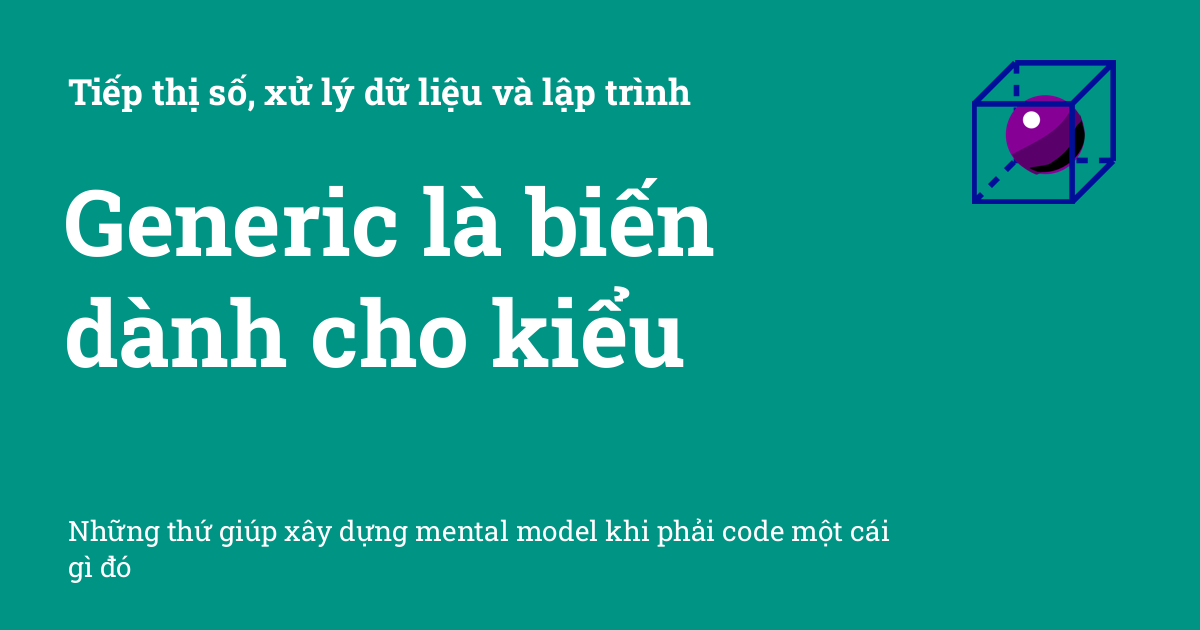 Tiếp thị số, xử lý dữ liệu và lập trình
Generic là biến
dành cho kiểu
Những thứ giúp xây dựng mental model khi phải code một cái
gì đó